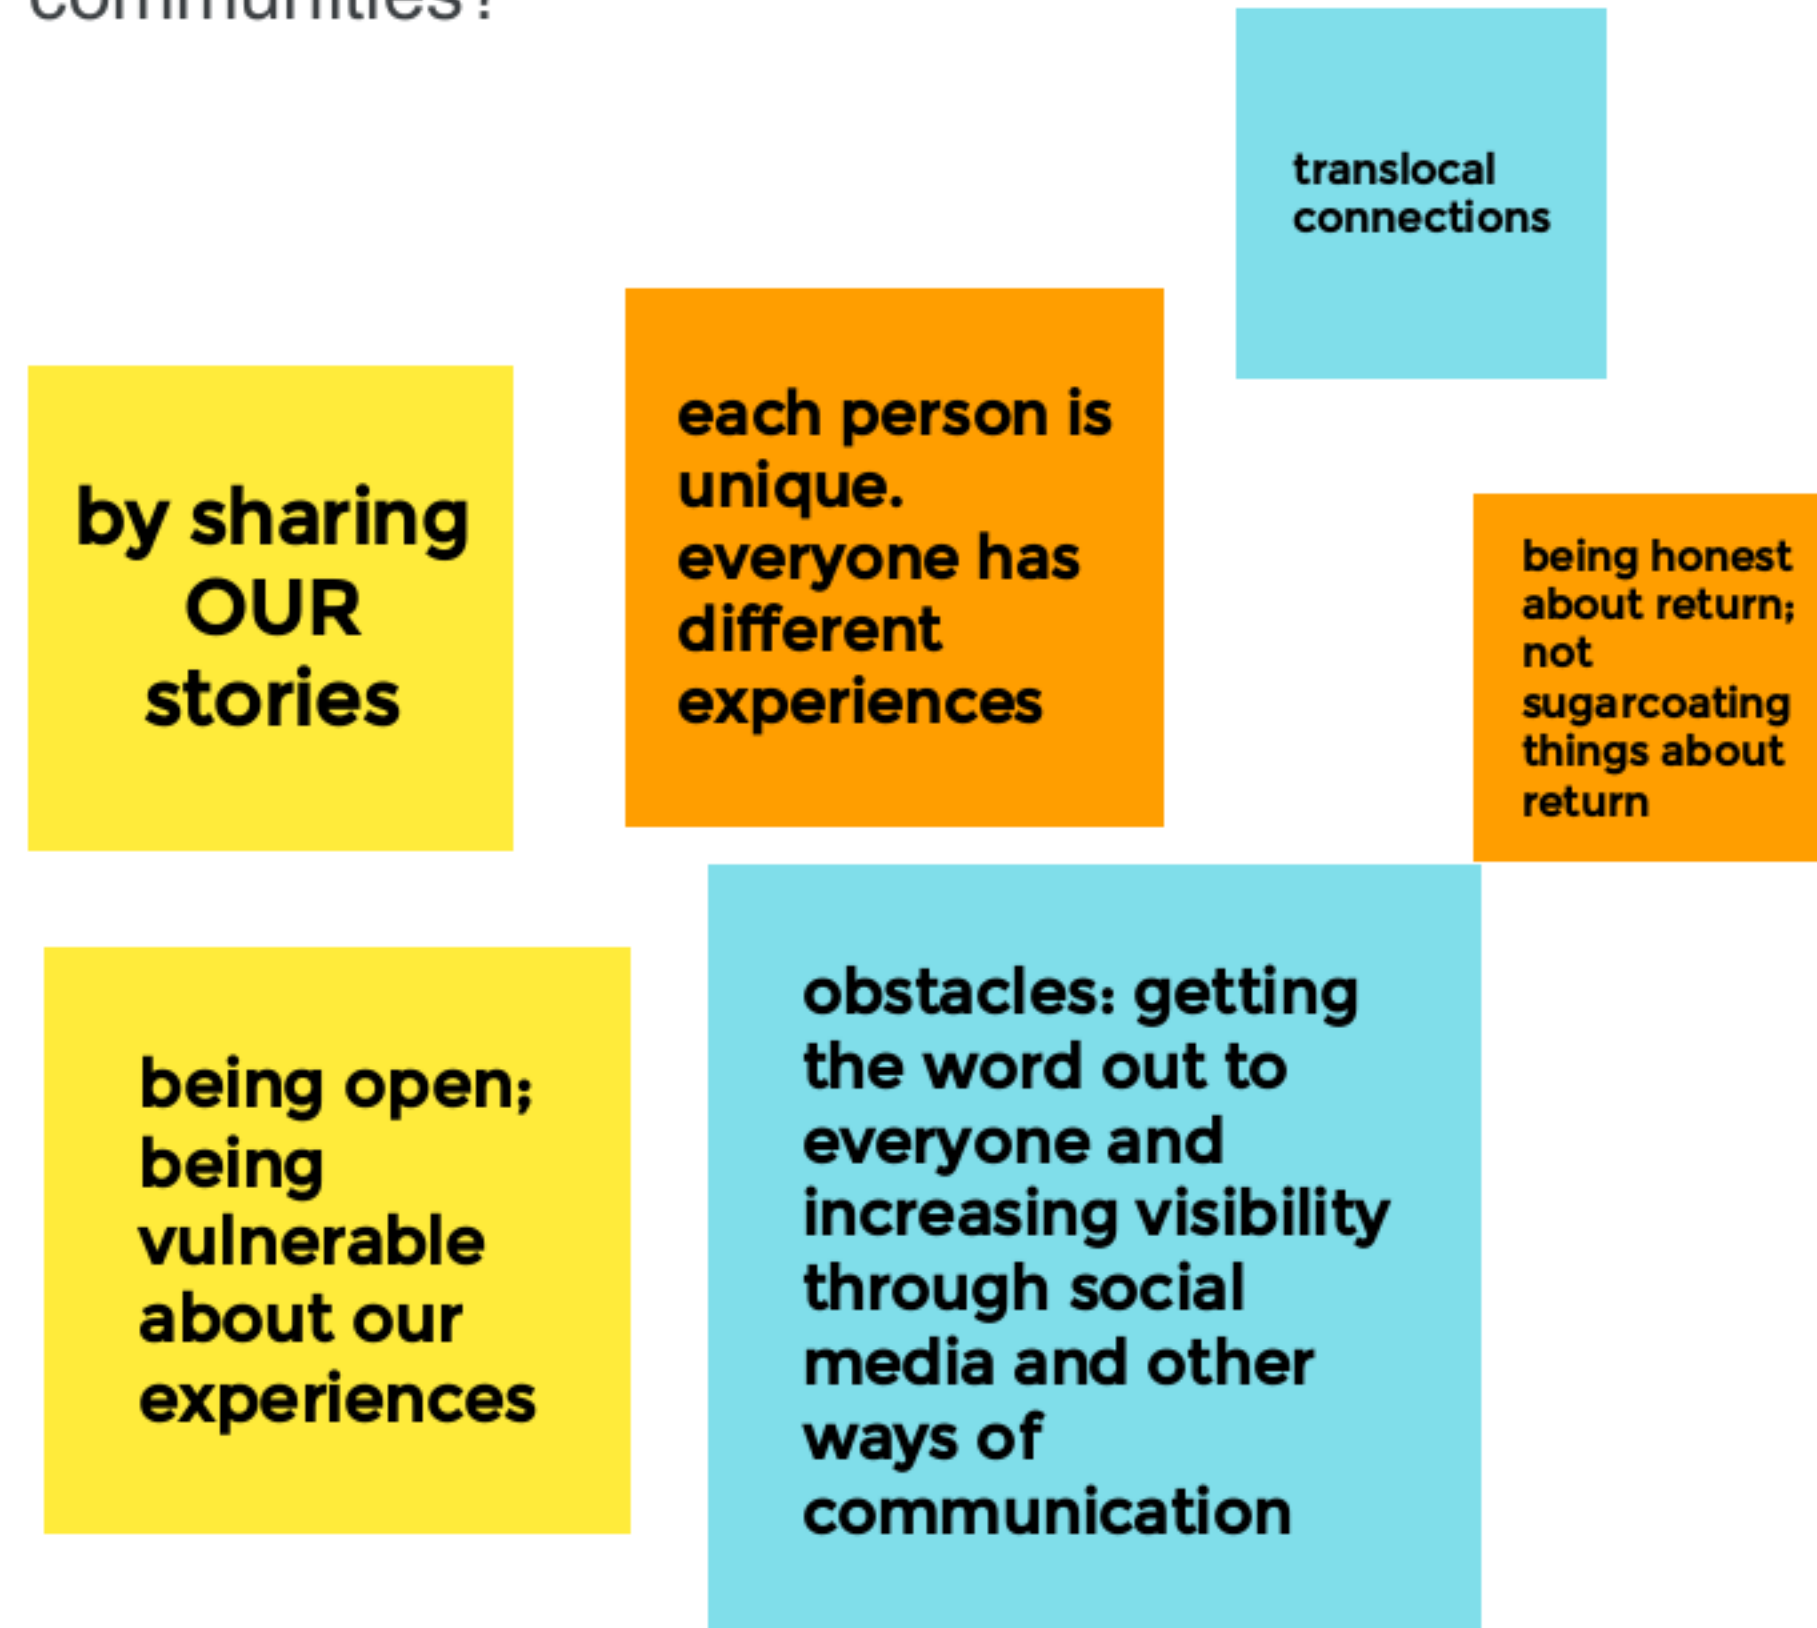 communities?
translocal
connections
each person is
unique.
everyone has
different
experiences
by sharing
OUR
stories
being honest
about return;
not
sugarcoating
things about
return
being open;
being
vulnerable
about our
experiences
obstacles: getting
the word out to
everyone and
increasing visibility
through social
media and other
ways of
communication